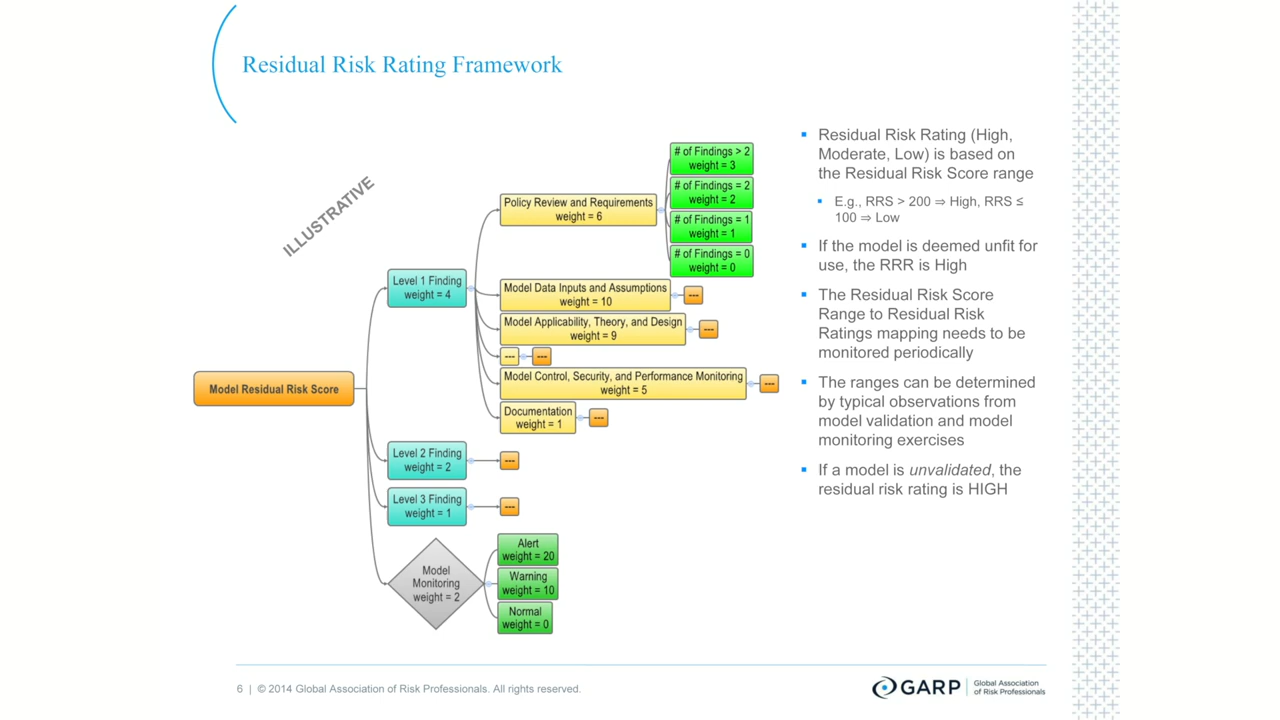 Residual Risk Rating Framework
ILLUSTRATIVE
Model Residual Risk Score
Level 1 Finding
weight = 4
Policy Review and Requirements
weight = 6
# of Findings > 2
weight = 3
# of Findings = 2
weight = 2
# of Findings = 1
weight = 1
# of Findings = 0
weight = 0
Model Data Inputs and Assumptions
weight = 10
---
Model Applicability, Theory, and Design
weight = 9
---
---
---
Model Control, Security, and Performance Monitoring
weight = 5
---
Documentation
weight = 1
---
Level 2 Finding
weight = 2
---
Level 3 Finding
weight = 1
---
Model
Monitoring
weight = 2
Alert
weight = 20
Warning
weight = 10
Normal
weight = 0
Residual Risk Rating (High,
Moderate, Low) is based on
the Residual Risk Score range
E.g., RRS > 200 ⇒ High, RRS ≤
100 ⇒ Low
If the model is deemed unfit for
use, the RRR is High
The Residual Risk Score
Range to Residual Risk
Ratings mapping needs to be
monitored periodically
The ranges can be determined
by typical observations from
model validation and model
monitoring exercises
If a model is unvalidated, the
residual risk rating is HIGH
6 | © 2014 Global Association of Risk Professionals. All rights reserved.
GARP
Global Association
of Risk Professionals